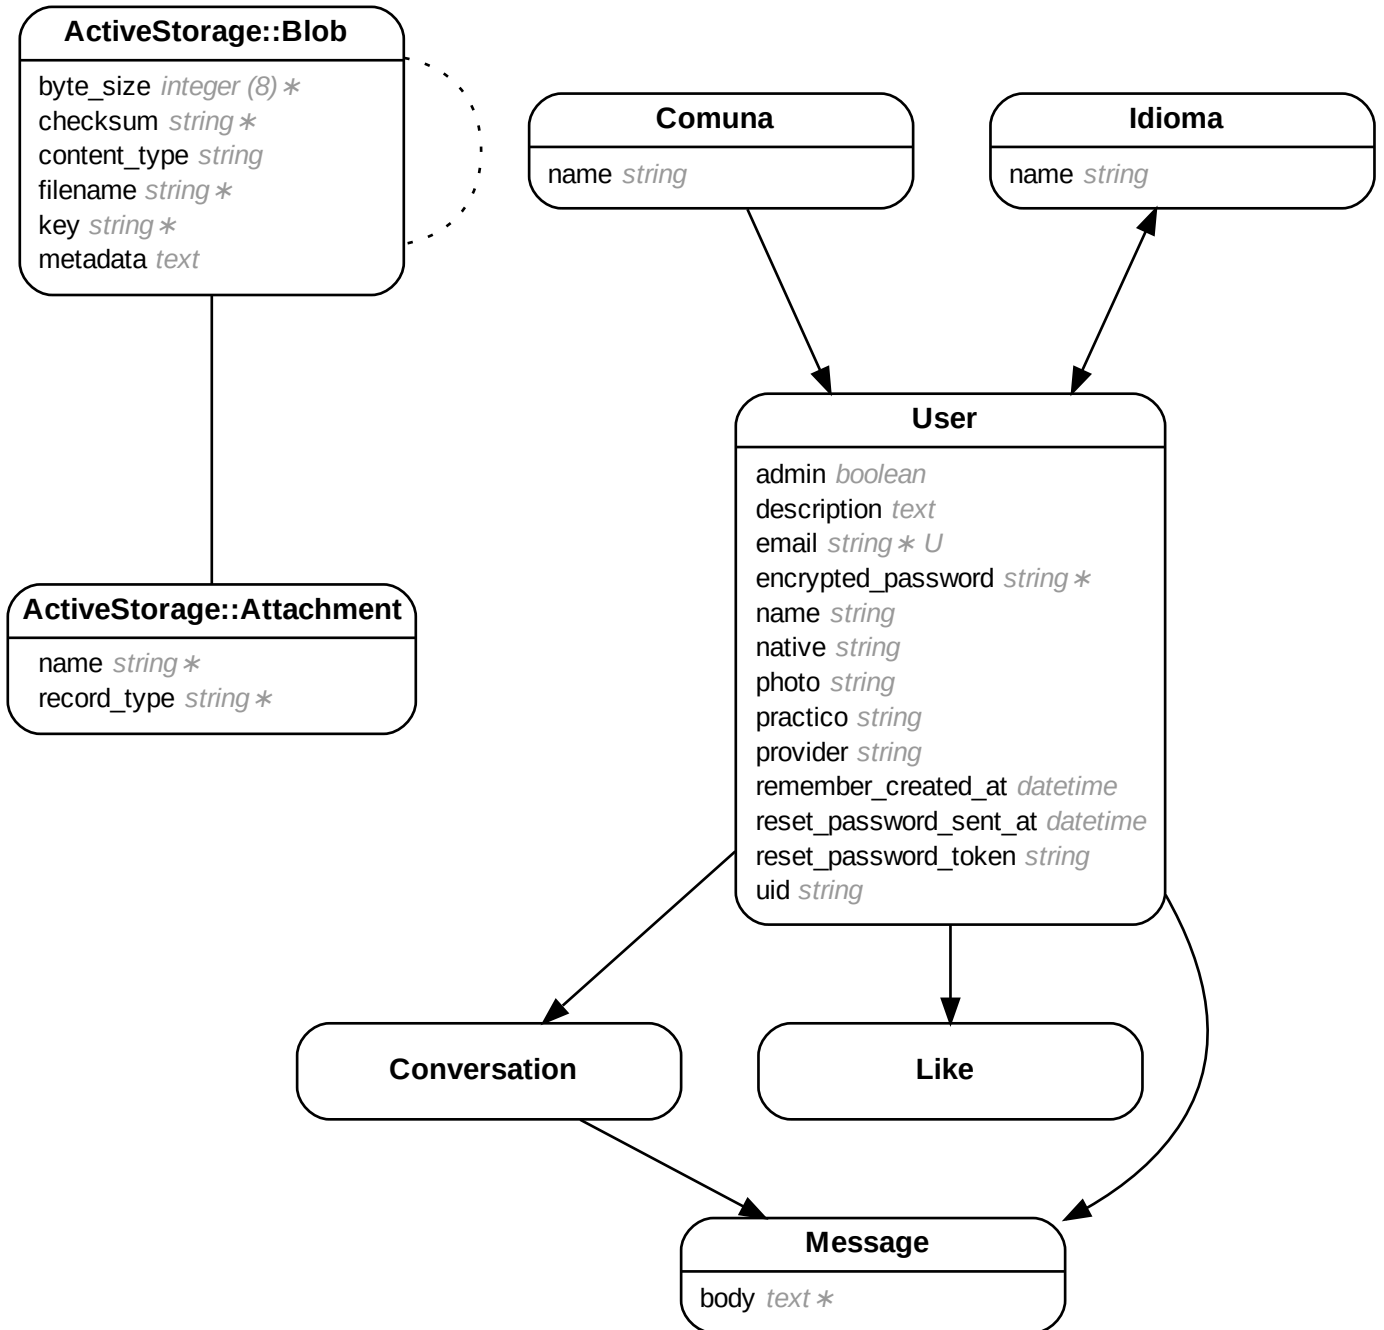 ActiveStorage::Blob
byte_size integer (8) ∗
checksum string ∗
content_type string
filename string ∗
key string ∗
metadata text
Comuna
name string
Idioma
name string
User
admin boolean
description text
email string ∗ U
encrypted_password string ∗
name string
native string
photo string
practico string
provider string
remember_created_at datetime
reset_password_sent_at datetime
reset_password_token string
uid string
ActiveStorage::Attachment
name string ∗
record_type string ∗
Conversation
Like
Message
body text ∗